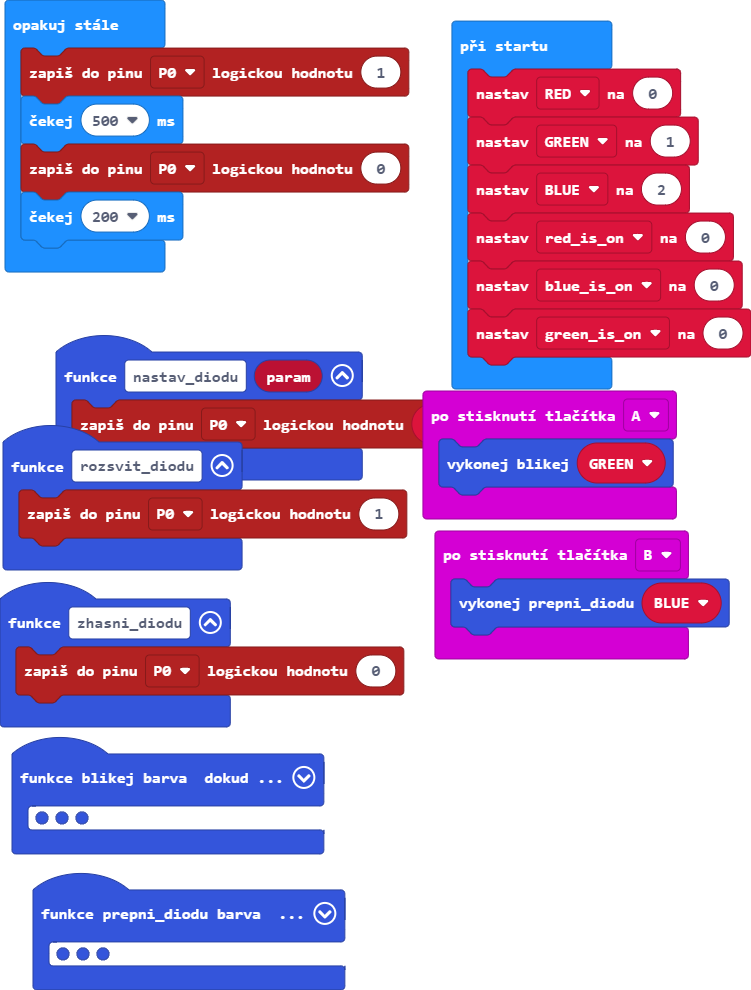 opakuj stále
zapiš do pinu P0 logickou hodnotu 1
čekej 500 ms
zapiš do pinu P0 logickou hodnotu 0
čekej 200 ms
při startu
nastav RED na 0
nastav GREEN na 1
nastav BLUE na 2
nastav red_is_on na 0
nastav blue_is_on na 0
nastav green_is_on na 0
funkce nastav_diodu param
zapiš do pinu P0 logickou hodnotu
po stisknutí tlačítka A
vykonej blikej GREEN
funkce rozsvit_diodu
zapiš do pinu P0 logickou hodnotu 1
po stisknutí tlačítka B
vykonej prepni_diodu BLUE
funkce zhasni_diodu
zapiš do pinu P0 logickou hodnotu 0
funkce blikej barva dokud ...
funkce prepni_diodu barva ...